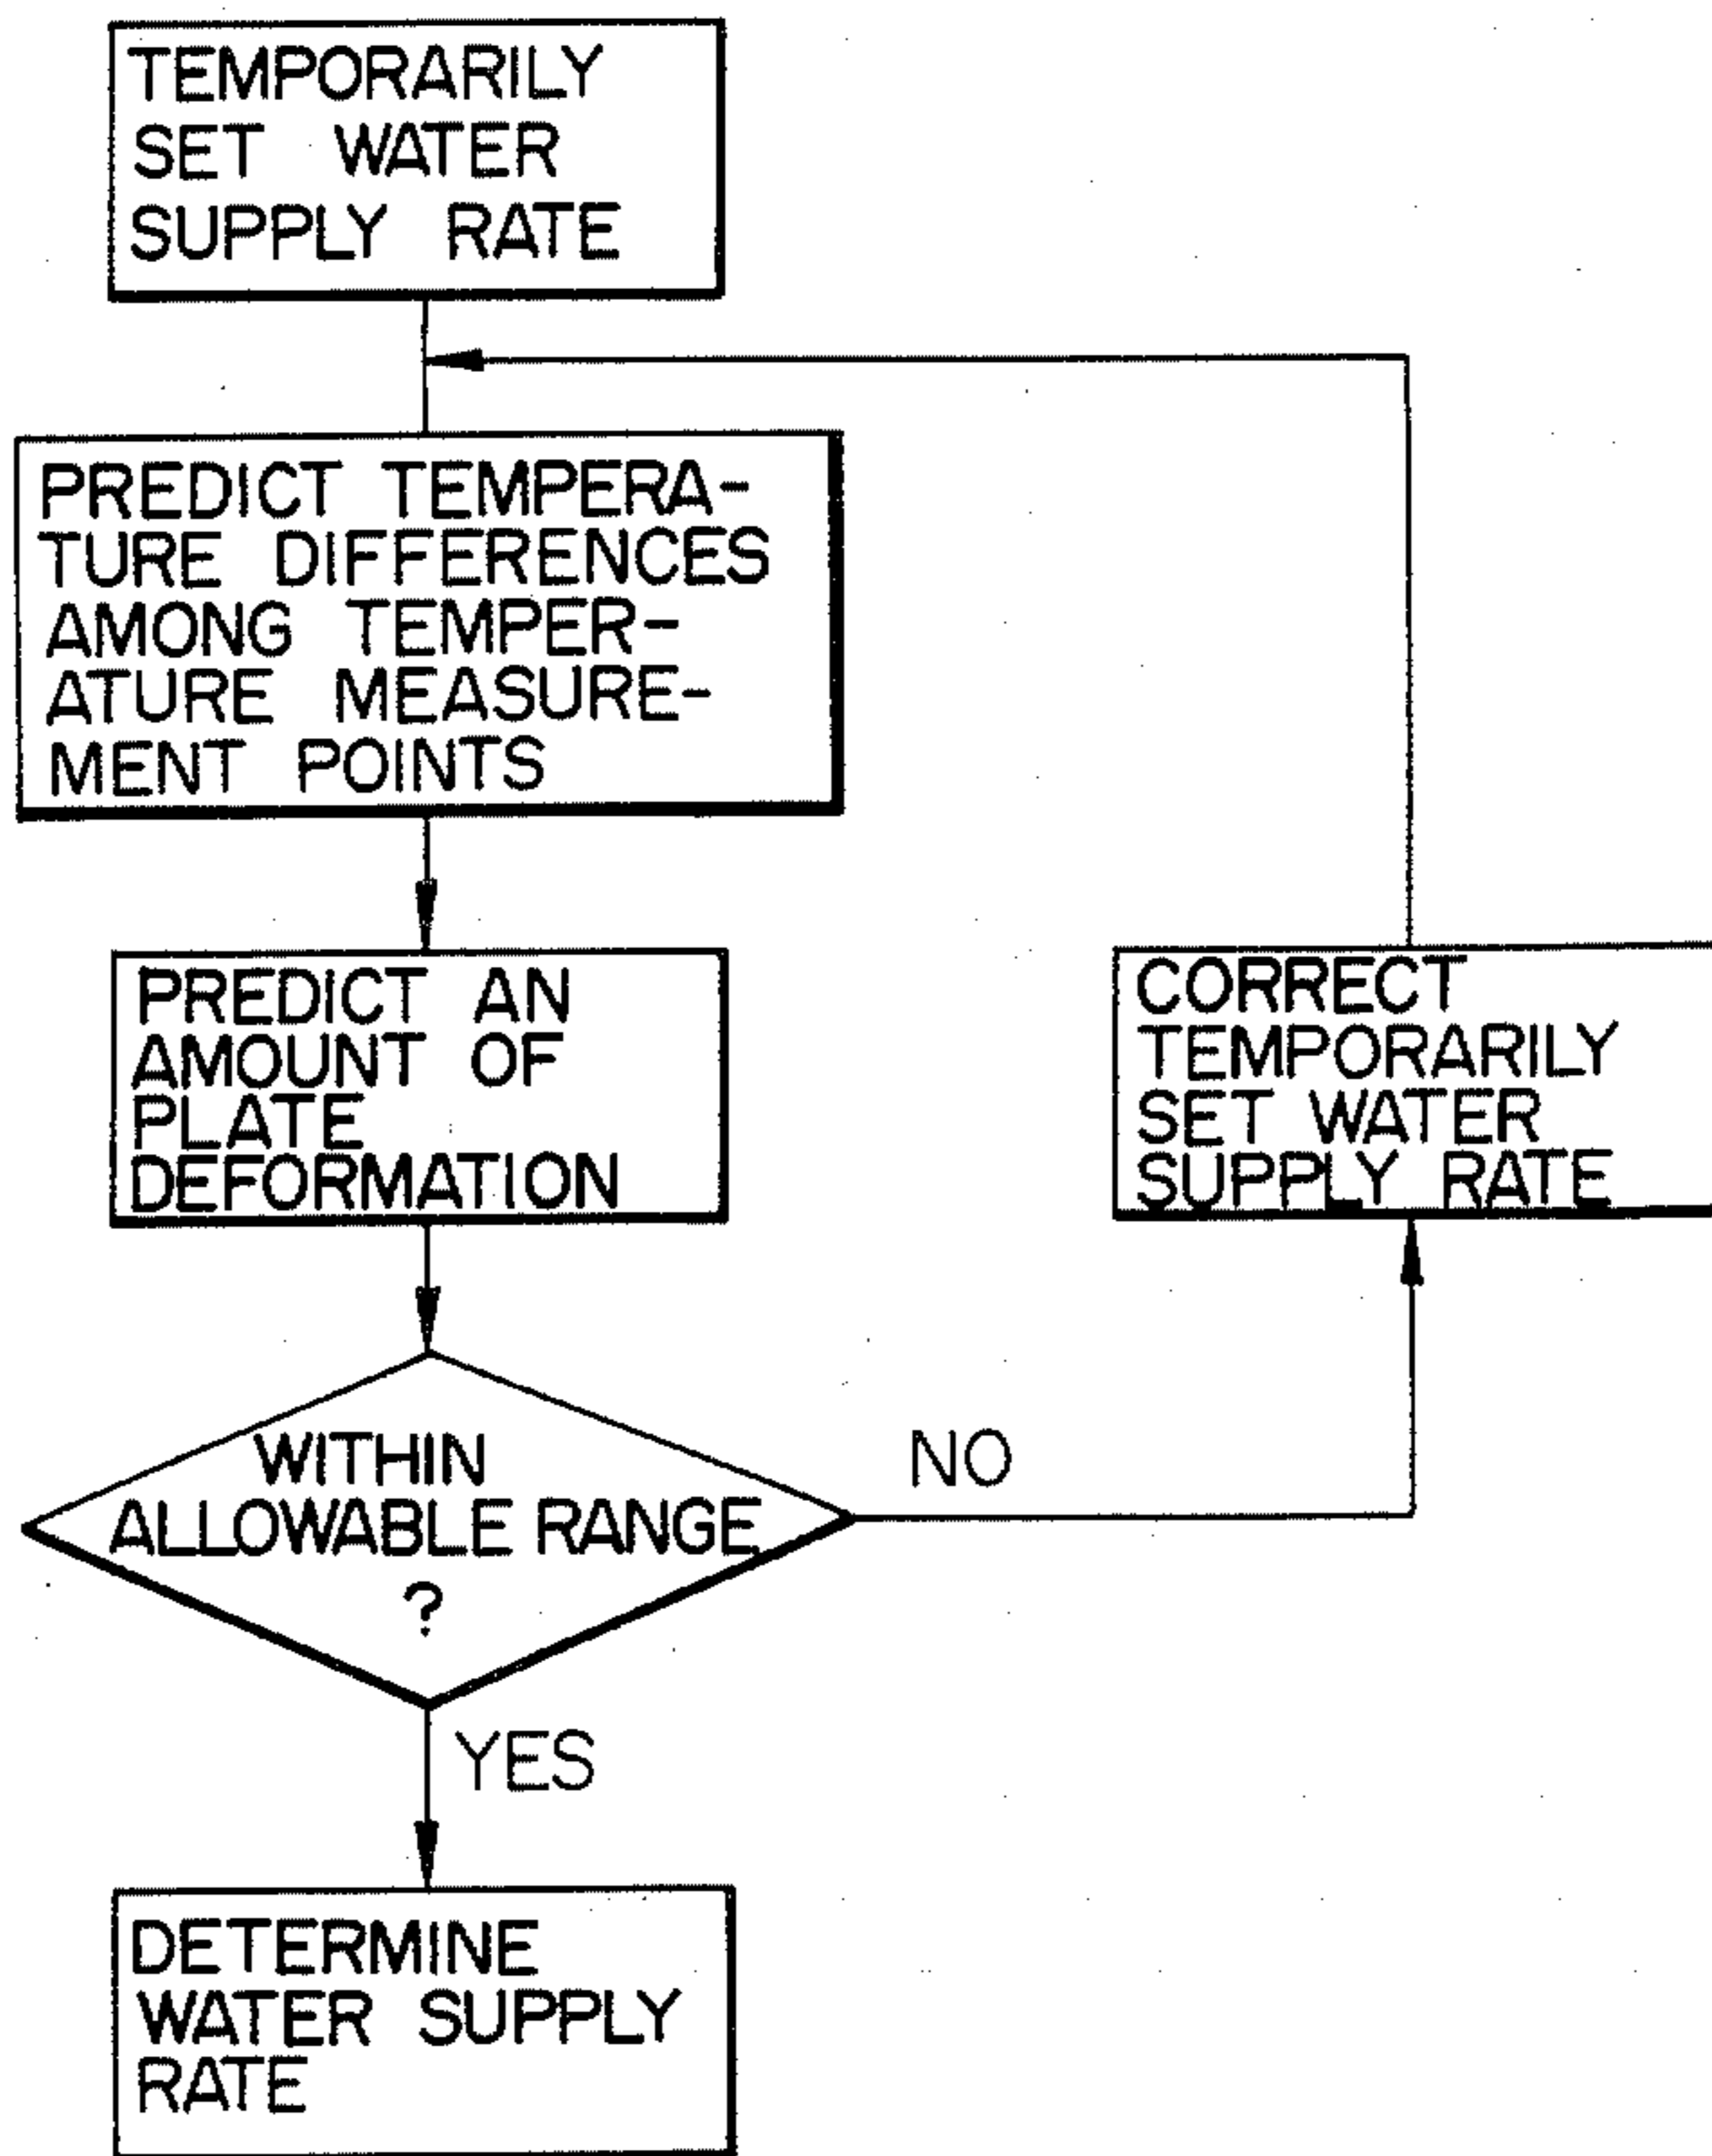 TEMPORARILY
SET WATER
SUPPLY RATE
PREDICT TEMPERA-
TURE DIFFERENCES
AMONG TEMPER-
ATURE MEASURE-
MENT POINTS
PREDICT AN
AMOUNT OF
PLATE
DEFORMATION
CORRECT
TEMPORARILY
SET WATER
SUPPLY RATE
WITHIN
ALLOWABLE RANGE
?
NO
YES
DETERMINE
WATER SUPPLY
RATE